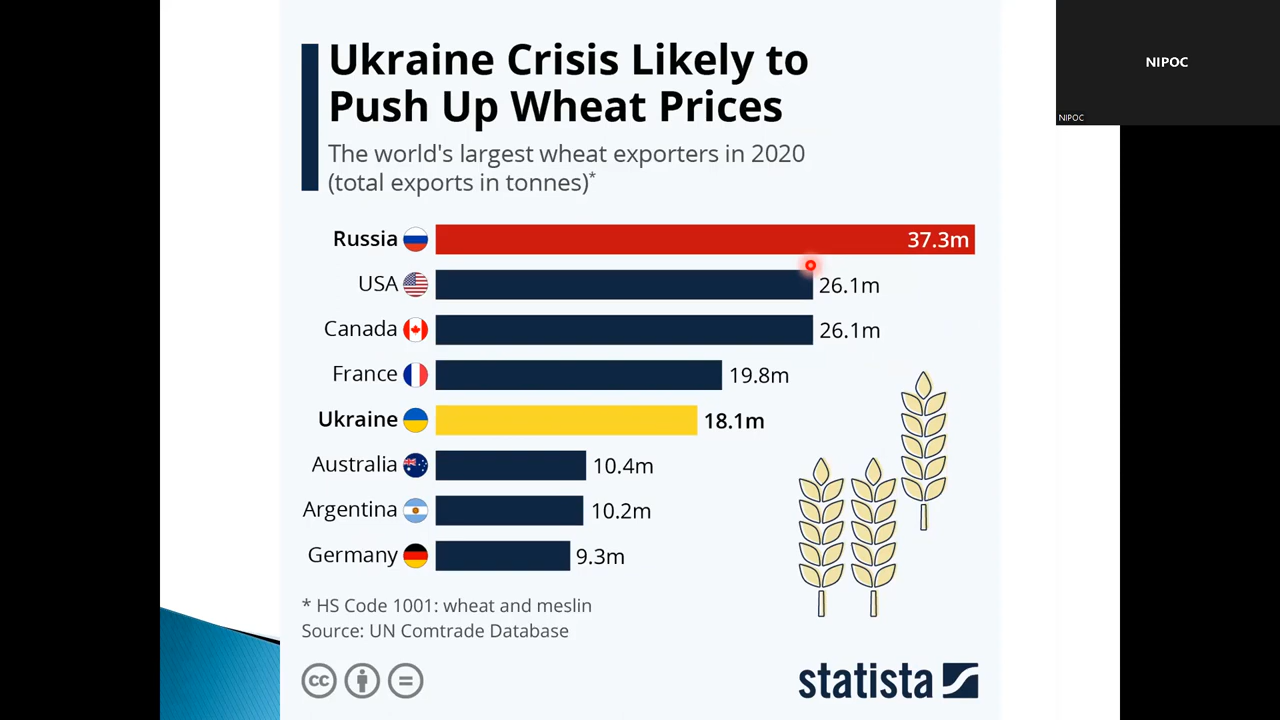 Ukraine Crisis Likely to
Push Up Wheat Prices
The world's largest wheat exporters in 2020
(total exports in tonnes)*
Russia 37.3m
USA 26.1m
Canada 26.1m
France 19.8m
Ukraine 18.1m
Australia 10.4m
Argentina 10.2m
Germany 9.3m
* HS Code 1001: wheat and meslin
Source: UN Comtrade Database
cc
statista
NIPOC
NIPOC